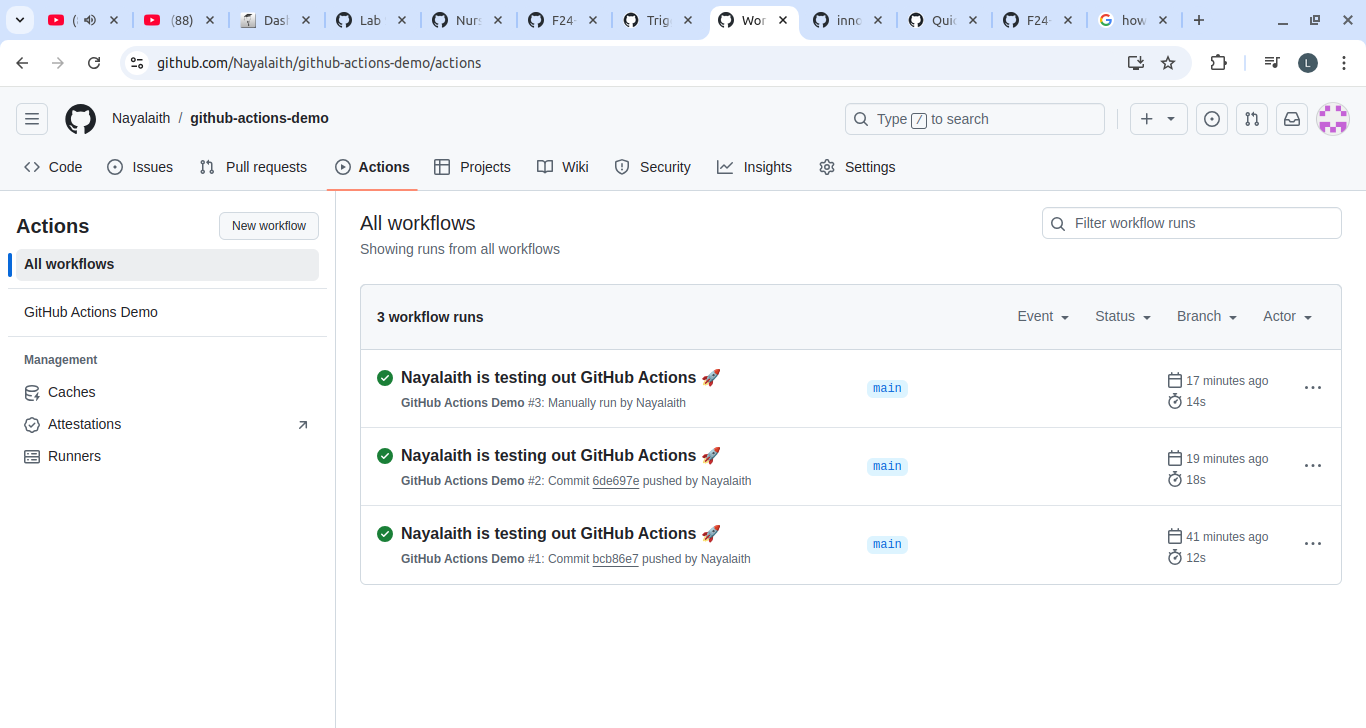 (
(88)
Dash
Lab
Nurs
F24-
Trigg
Wor
inno
Quic
F24-
how
github.com/Nayalaith/github-actions-demo/actions
L
Nayalaith / github-actions-demo
Type / to search
Code
Issues
Pull requests
Actions
Projects
Wiki
Security
Insights
Settings
Actions
New workflow
All workflows
GitHub Actions Demo
Management
Caches
Attestations
Runners
All workflows
Showing runs from all workflows
Filter workflow runs
3 workflow runs
Event
Status
Branch
Actor
Nayalaith is testing out GitHub Actions 🚀
GitHub Actions Demo #3: Manually run by Nayalaith
main
17 minutes ago
14s
Nayalaith is testing out GitHub Actions 🚀
GitHub Actions Demo #2: Commit 6de697e pushed by Nayalaith
main
19 minutes ago
18s
Nayalaith is testing out GitHub Actions 🚀
GitHub Actions Demo #1: Commit bcb86e7 pushed by Nayalaith
main
41 minutes ago
12s